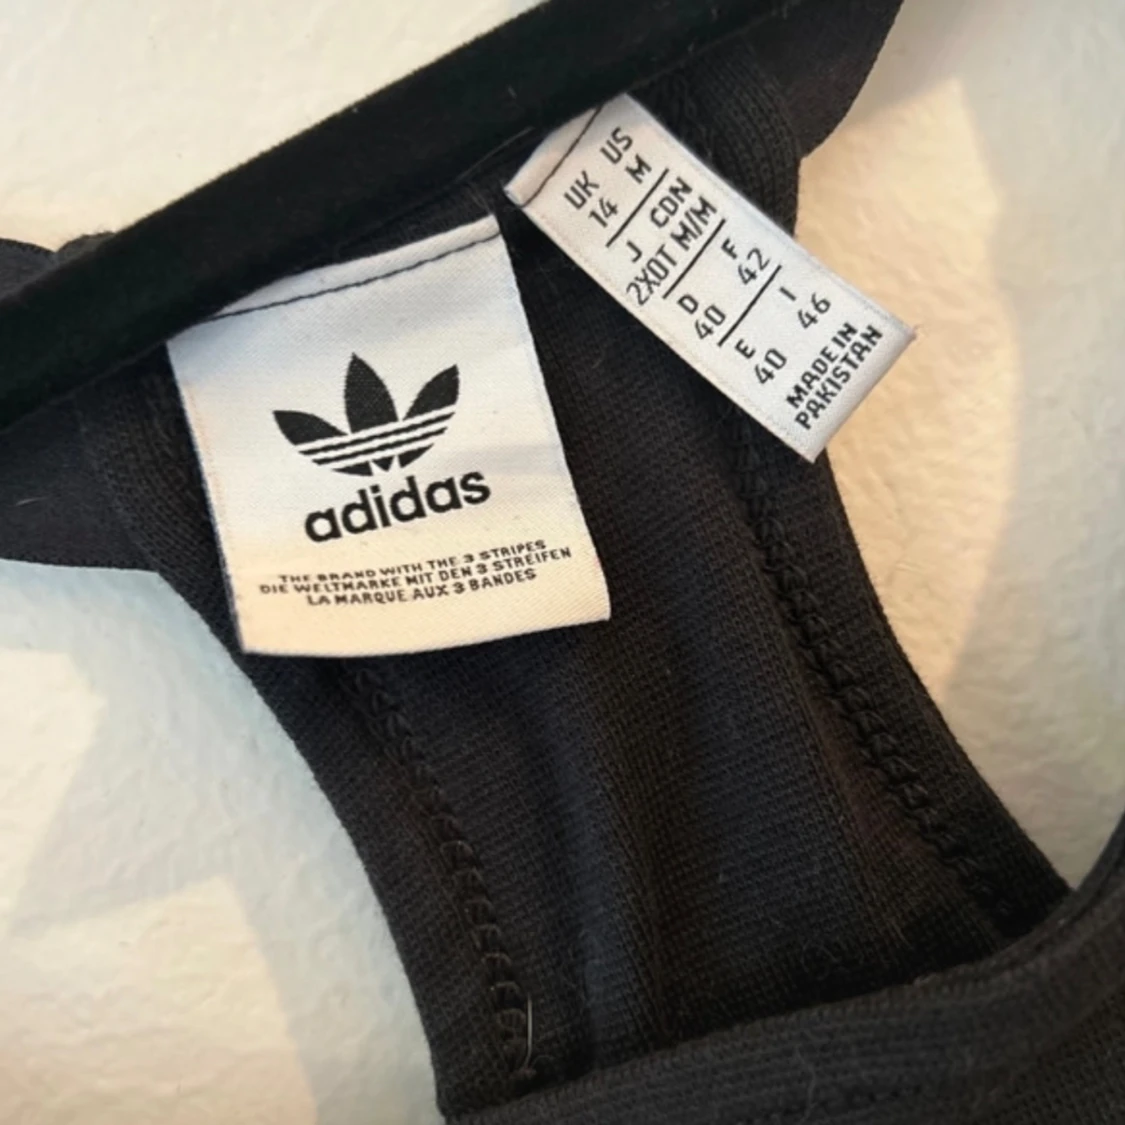 adidas
THE BRAND WITH THE 3 STRIPES
DIE WELTMARKE MIT DEN 3 STREIFEN
LA MARQUE AUX 3 BANDES
UK US
14 M
J CDN
2XOT M/M
D F
40 42
E I
40 46
MADE IN
PAKISTAN